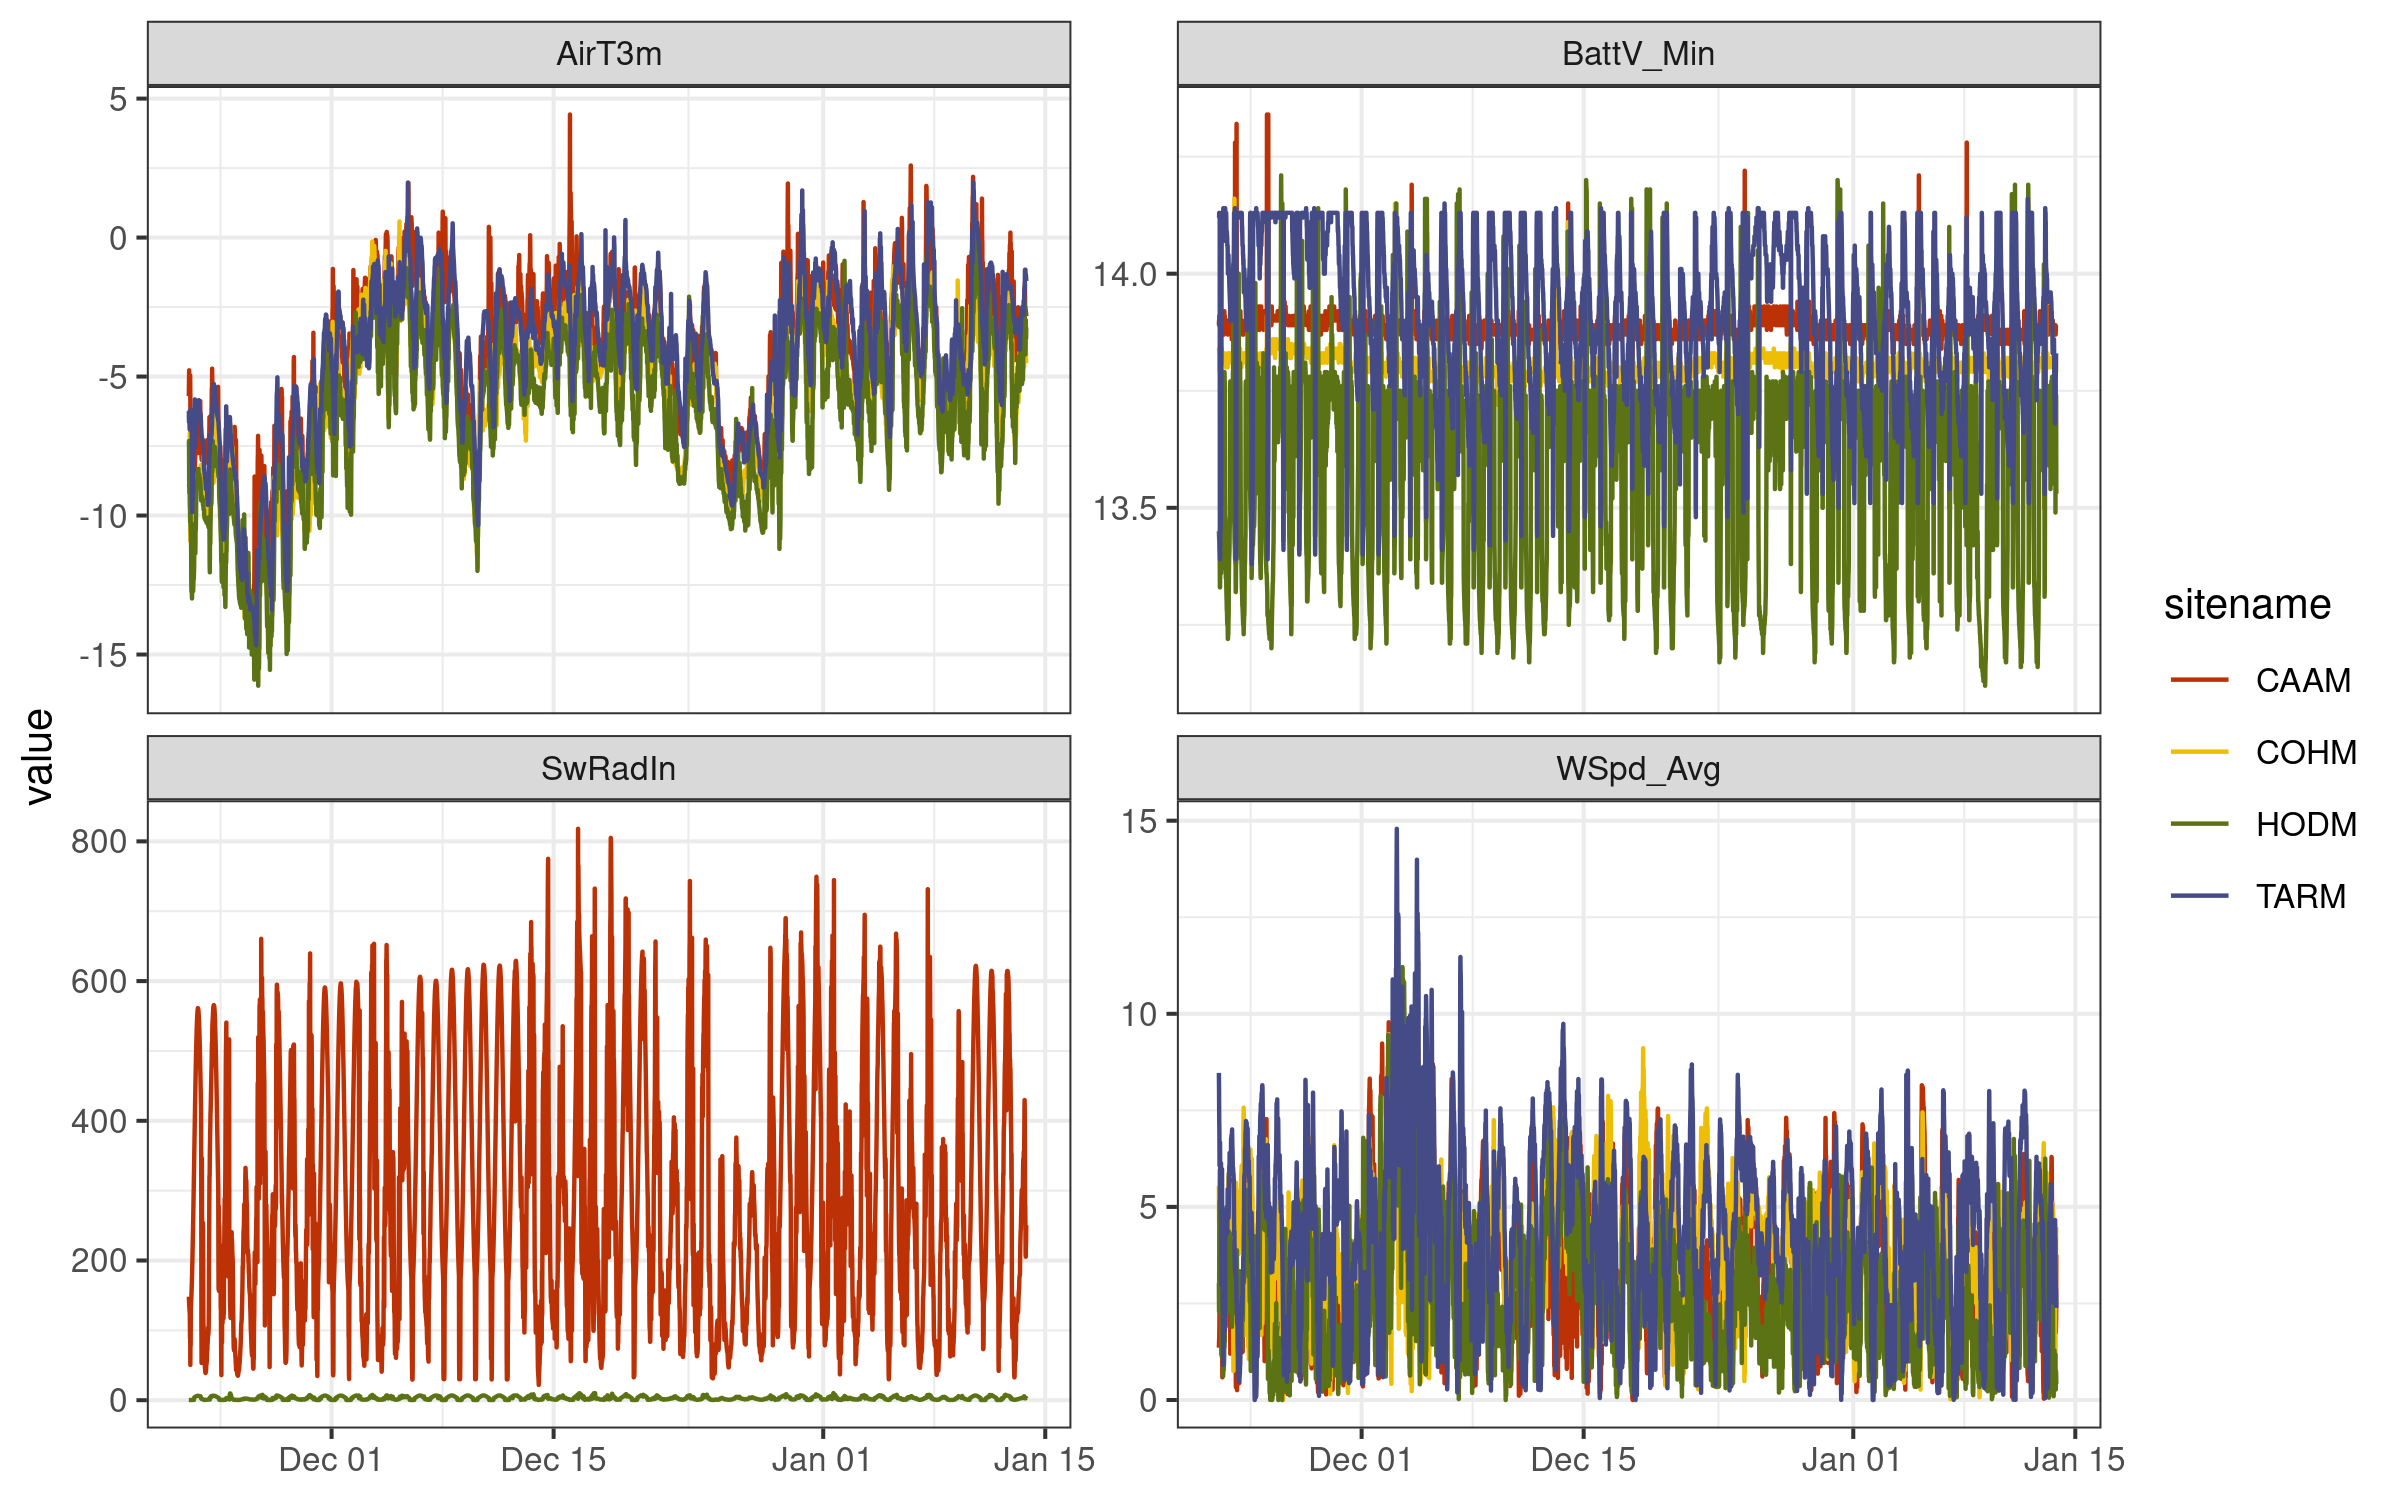 AirT3m
BattV_Min
5
0
-5
-10
-15
14.0
13.5
SwRadIn
WSpd_Avg
800
600
400
200
0
15
10
5
0
Dec 01 Dec 15 Jan 01 Jan 15
Dec 01 Dec 15 Jan 01 Jan 15
value
sitename
CAAM
COHM
HODM
TARM